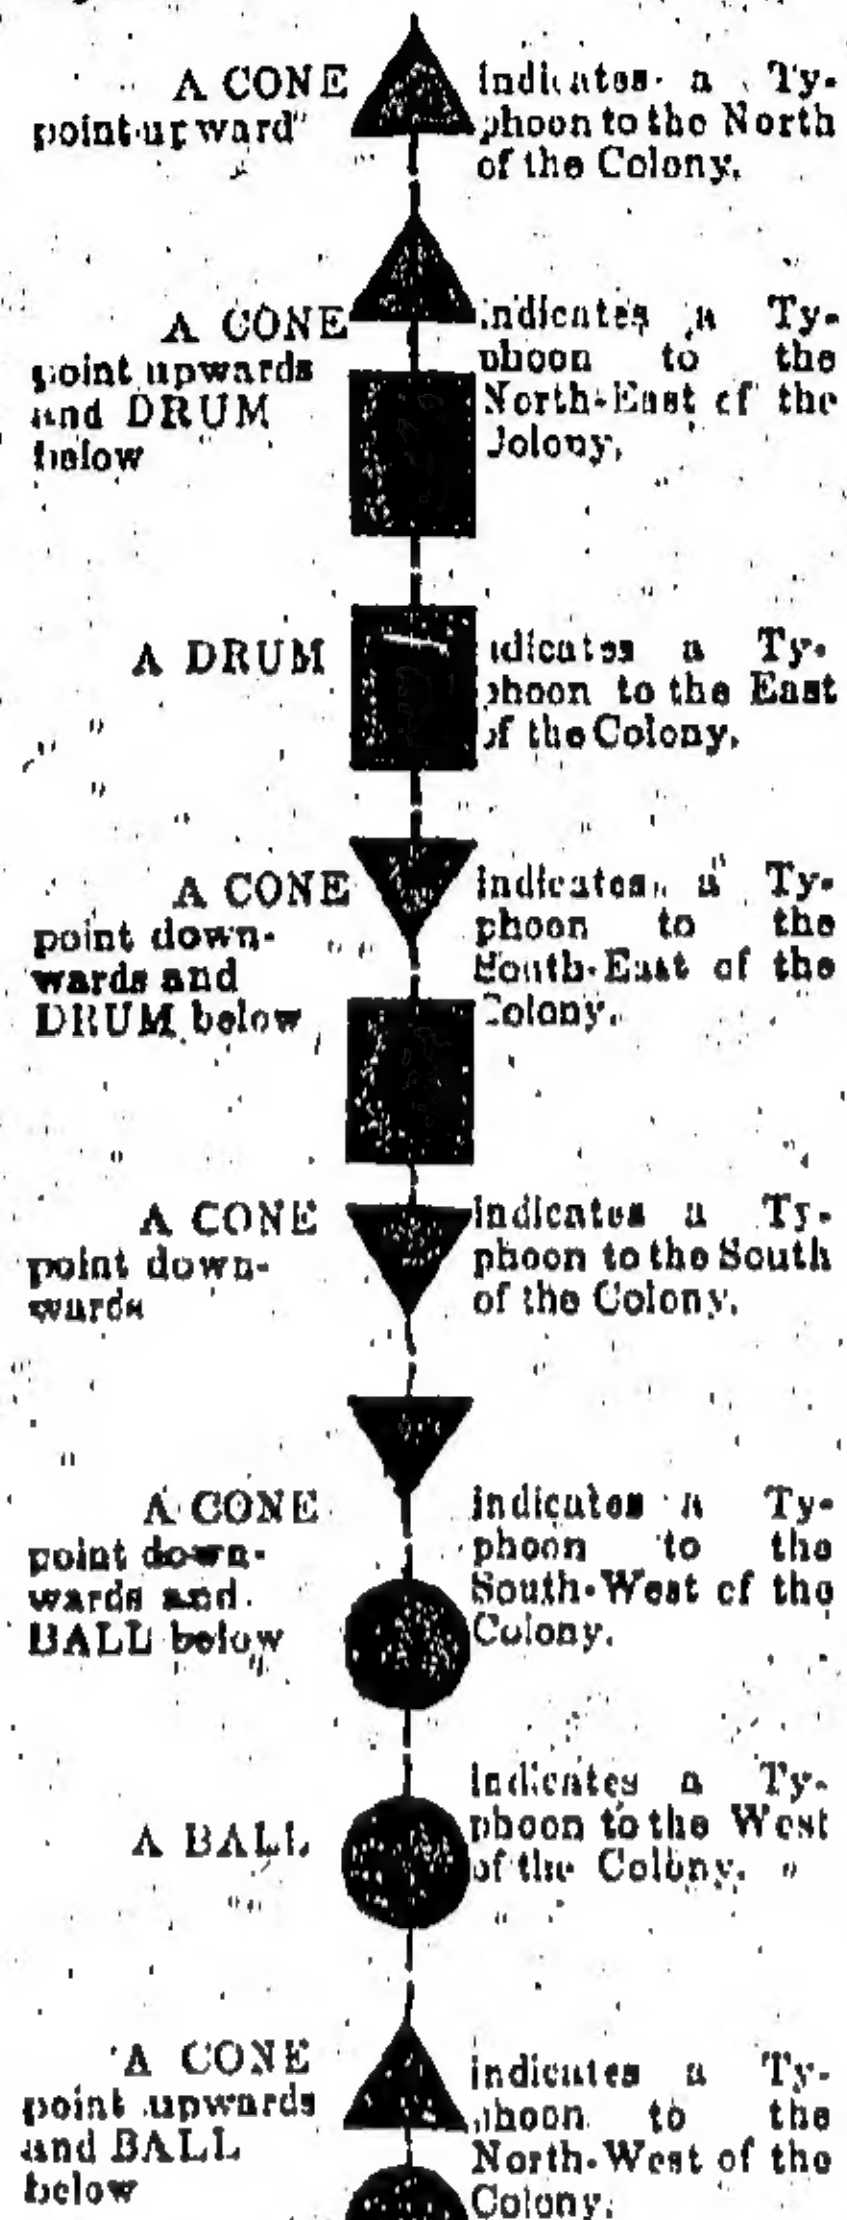 A CONE
point upward
indicates a Ty-
phoon to the North
of the Colony.
A CONE
point upwards
and DRUM
below
indicates a Ty-
phoon to the
North-East of the
Colony.
A DRUM
indicates a Ty-
phoon to the East
of the Colony.
A CONE
point down-
wards and
DRUM below
indicates a Ty-
phoon to the
South-East of the
Colony.
A CONE
point down-
wards
indicates a Ty-
phoon to the South
of the Colony.
A CONE
point down-
wards and
BALL below
indicates a Ty-
phoon to the
South-West of the
Colony.
A BALL
indicates a Ty-
phoon to the West
of the Colony.
A CONE
point upwards
and BALL
below
indicates a Ty-
phoon to the
North-West of the
Colony.